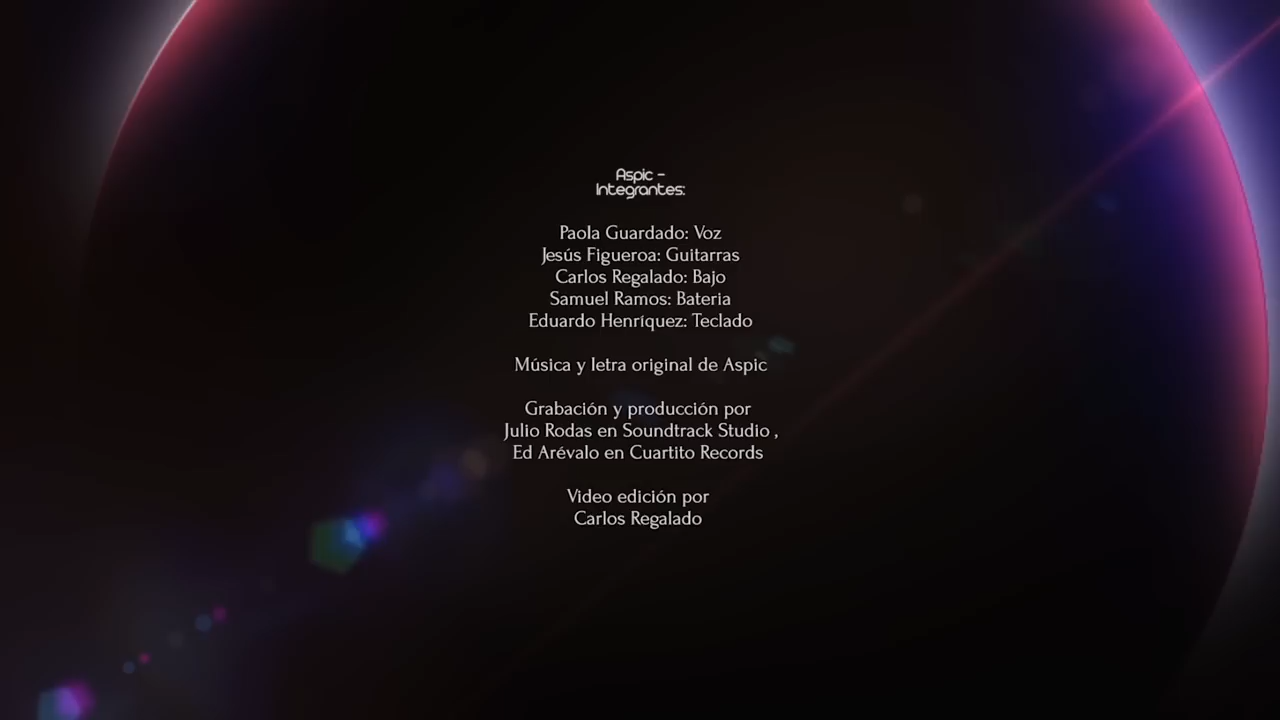 Aspic -
Integrantes:
Paola Guardado: Voz
Jesús Figueroa: Guitarras
Carlos Regalado: Bajo
Samuel Ramos: Bateria
Eduardo Henríquez: Teclado
Música y letra original de Aspic
Grabación y producción por
Julio Rodas en Soundtrack Studio ,
Ed Arévalo en Cuartito Records
Video edición por
Carlos Regalado